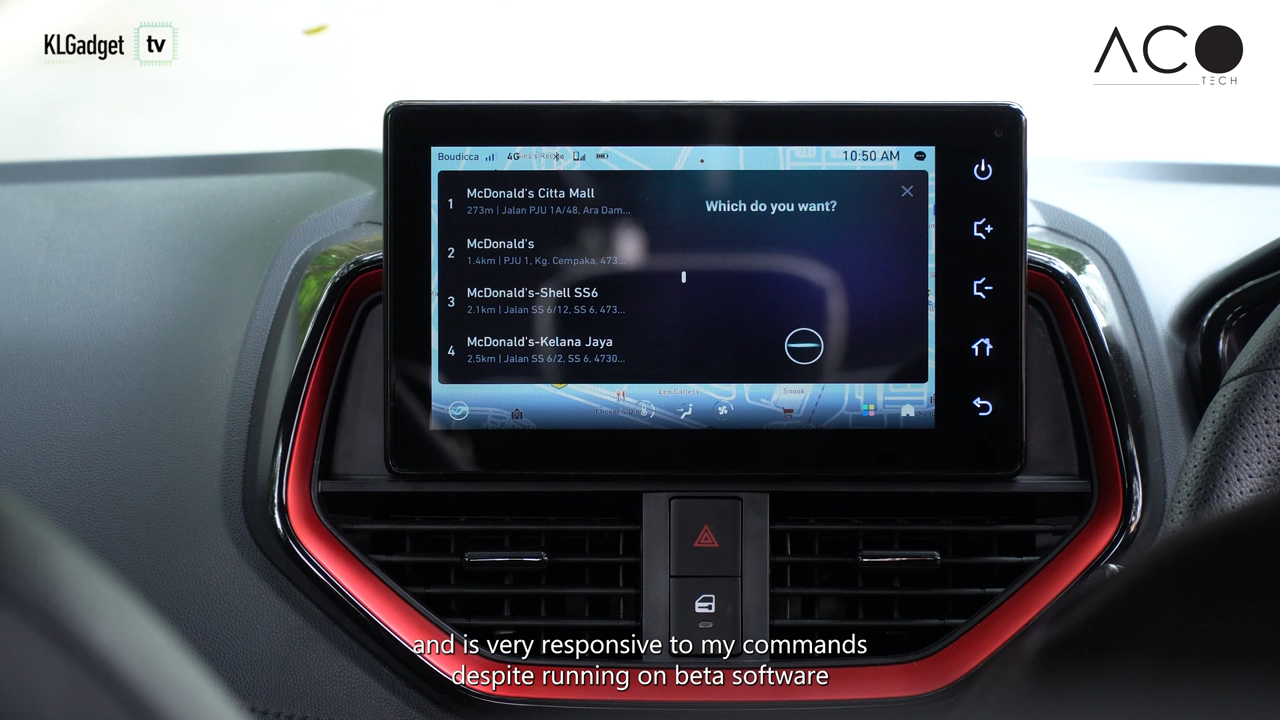 KLGadget tv
ACO
TECH
Boudicca 4G 10:50 AM
Which do you want?
1 McDonald's Citta Mall
273m | Jalan PJU 1A/48, Ara Dam...
2 McDonald's
1.4km | PJU 1, Kg. Cempaka, 473...
3 McDonald's-Shell SS6
2.1km | Jalan SS 6/12, SS 6, 473...
4 McDonald's-Kelana Jaya
2.5km | Jalan SS 6/2, SS 6, 4730...
Snook
and is very responsive to my commands
despite running on beta software